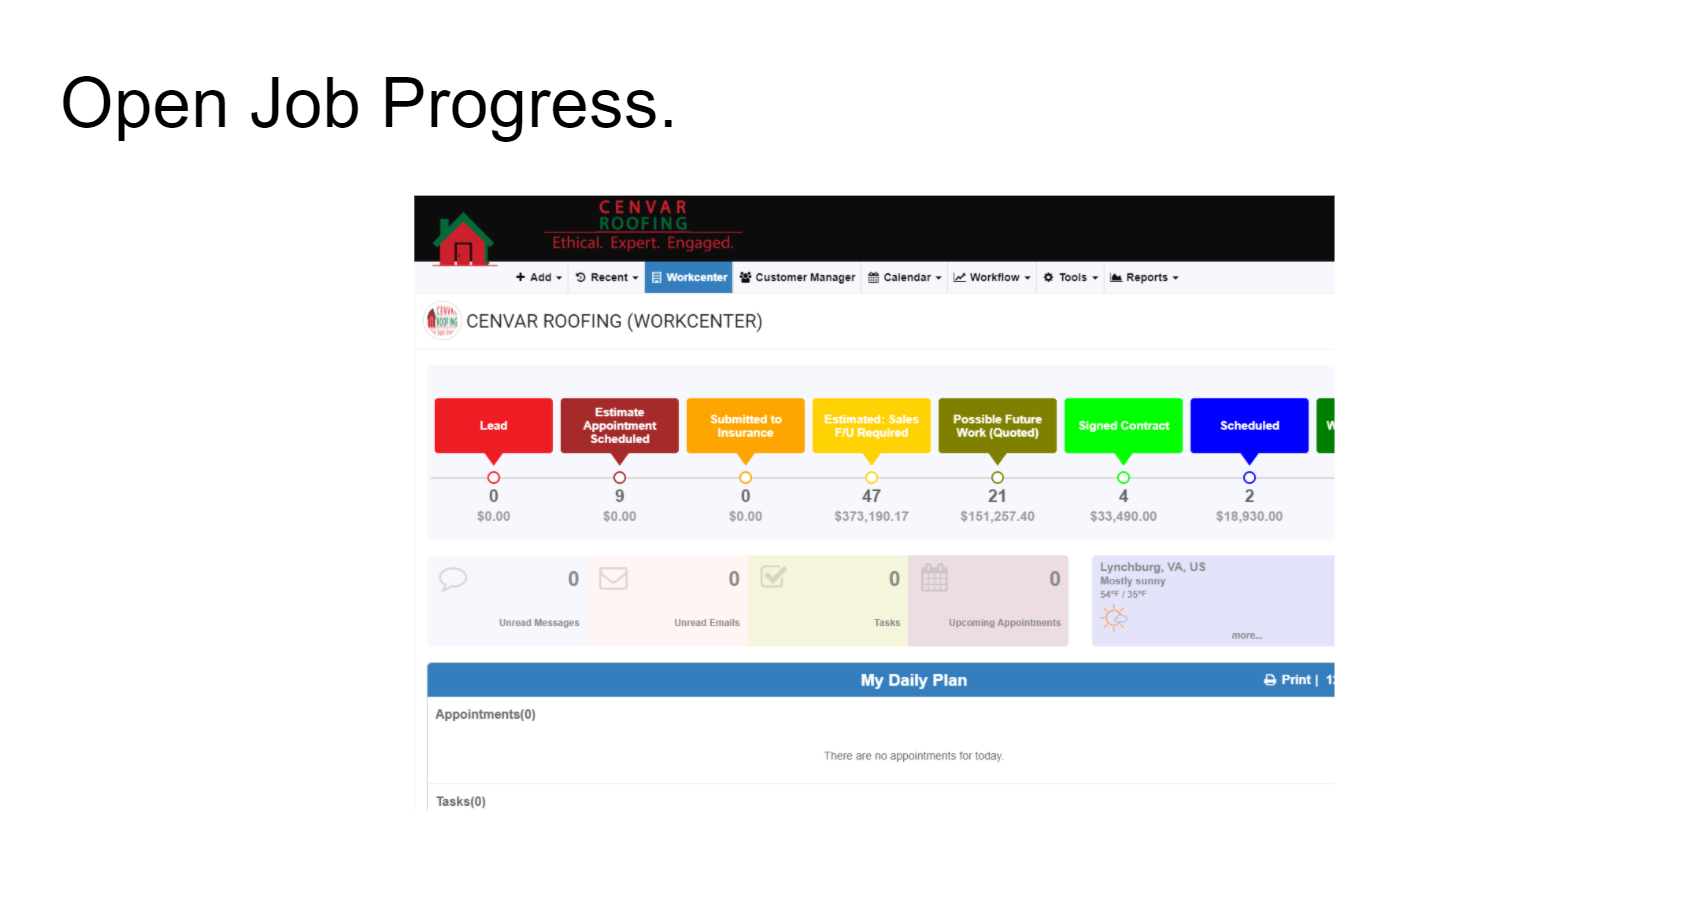 Open Job Progress.
CENVAR
ROOFING
Ethical. Expert. Engaged.
Add Recent Workcenter Customer Manager Calendar Workflow Tools Reports
CENVAR ROOFING (WORKCENTER)
Lead
Estimate
Appointment
Scheduled
Submitted to
Insurance
Estimated: Sales
F/U Required
Possible Future
Work (Quoted)
Signed Contract
Scheduled
W
0 9 0 47 21 4 2
$0.00 $0.00 $0.00 $373,190.17 $151,257.40 $33,490.00 $18,930.00
0
Unread Messages
0
Unread Emails
0
Tasks
0
Upcoming Appointments
Lynchburg, VA, US
Mostly sunny
54°F / 35°F
more...
My Daily Plan
Print |
Appointments(0)
There are no appointments for today.
Tasks(0)